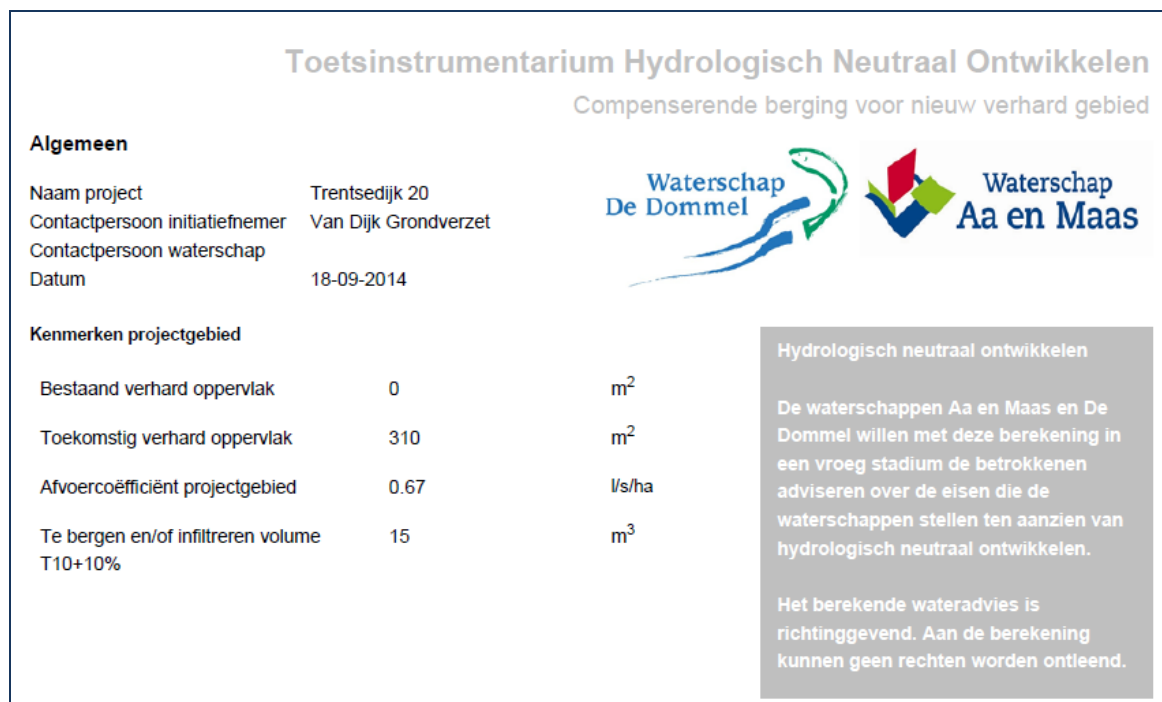 Toetsinstrumentarium Hydrologisch Neutraal Ontwikkelen
Compenserende berging voor nieuw verhard gebied
Algemeen
Naam project Trentsedijk 20
Contactpersoon initiatiefnemer Van Dijk Grondverzet
Contactpersoon waterschap
Datum 18-09-2014
Waterschap
De Dommel
Waterschap
Aa en Maas
Kenmerken projectgebied
Bestaand verhard oppervlak 0 m²
Toekomstig verhard oppervlak 310 m²
Afvoercoëfficiënt projectgebied 0.67 l/s/ha
Te bergen en/of infiltreren volume 15 m³
T10+10%
Hydrologisch neutraal ontwikkelen
De waterschappen Aa en Maas en De
Dommel willen met deze berekening in
een vroeg stadium de betrokkenen
adviseren over de eisen die de
waterschappen stellen ten aanzien van
hydrologisch neutraal ontwikkelen.
Het berekende wateradvies is
richtinggevend. Aan de berekening
kunnen geen rechten worden ontleend.